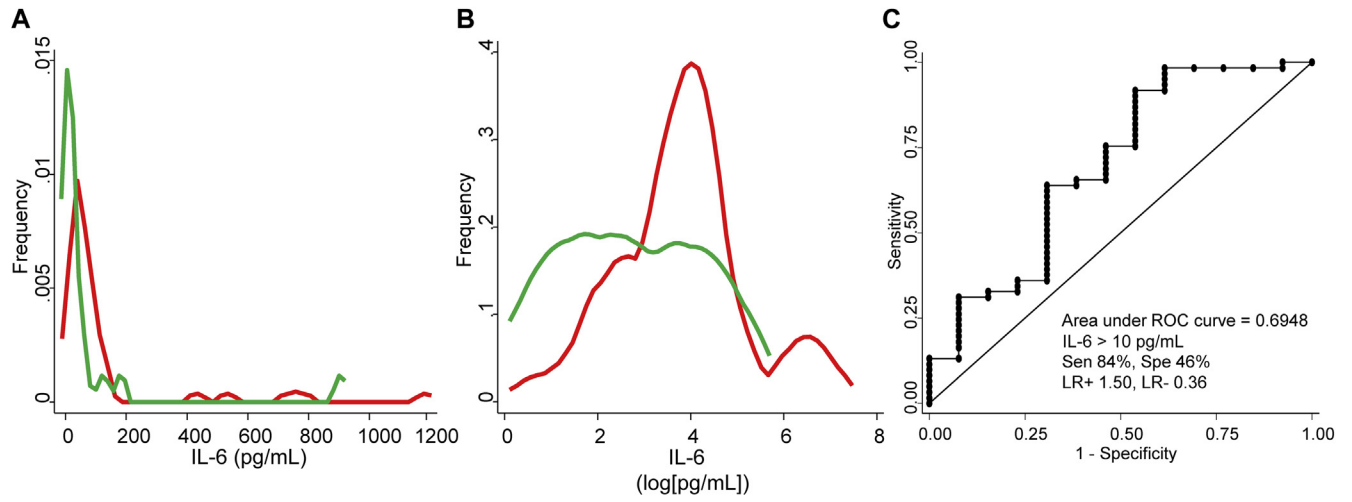 A
Frequency
.015
.01
.005
0
0 200 400 600 800 1000 1200
IL-6 (pg/mL)
B
Frequency
.4
.3
.2
.1
0
0 2 4 6 8
IL-6
(log[pg/mL])
C
Sensitivity
1.00
0.75
0.50
0.25
0.00
Area under ROC curve = 0.6948
IL-6 > 10 pg/mL
Sen 84%, Spe 46%
LR+ 1.50, LR- 0.36
0.00 0.25 0.50 0.75 1.00
1 - Specificity